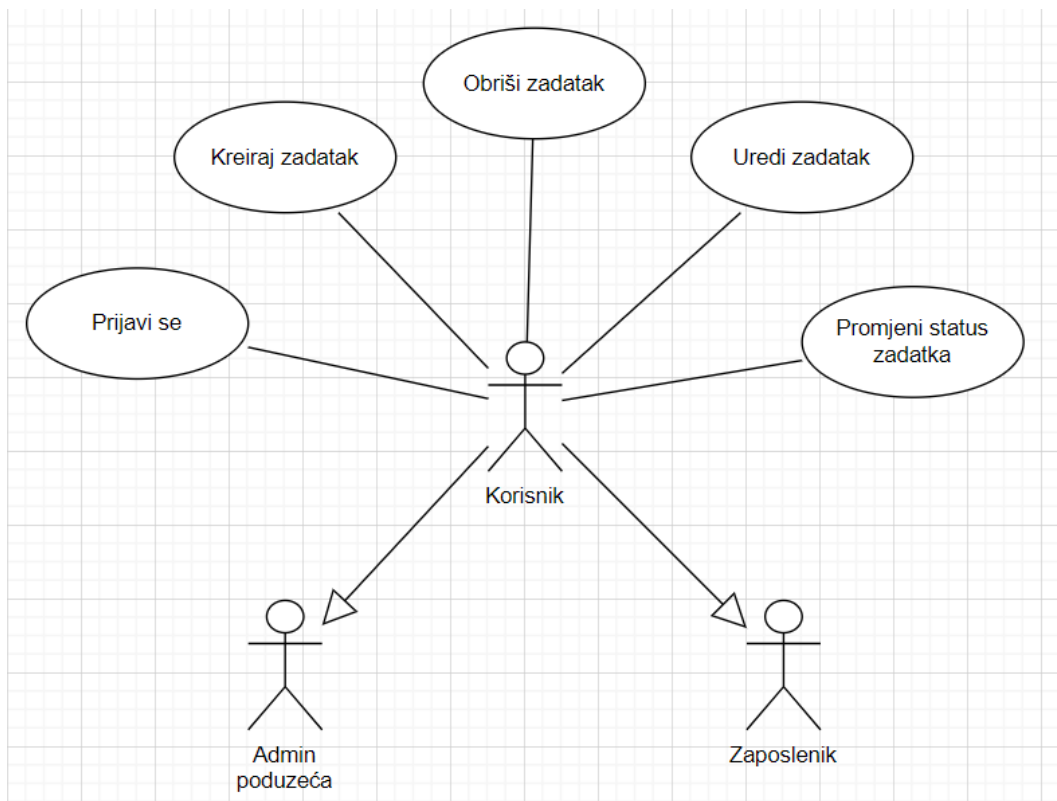 Obriši zadatak
Kreiraj zadatak
Uredi zadatak
Prijavi se
Promjeni status
zadatka
Korisnik
Admin
poduzeća
Zaposlenik